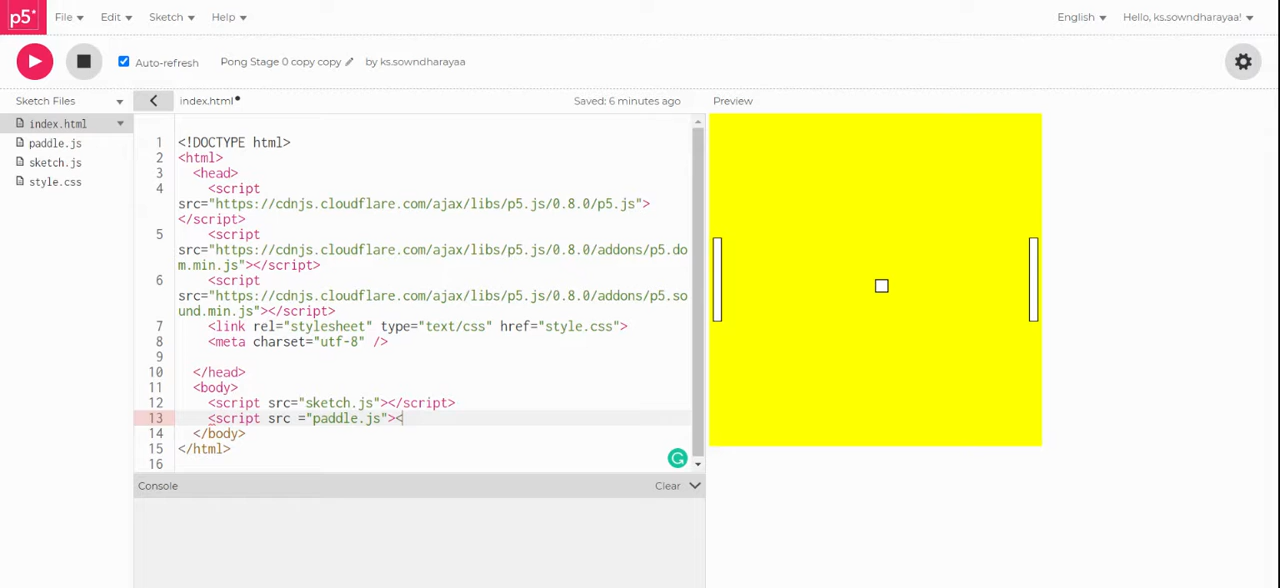 p5* File Edit Sketch Help English Hello, ks.sowndharayaa!
Auto-refresh Pong Stage 0 copy copy by ks.sowndharayaa
Sketch Files index.html Saved: 6 minutes ago Preview
index.html
paddle.js
sketch.js
style.css
1 <!DOCTYPE html>
2 <html>
3 <head>
4 <script
src="https://cdnjs.cloudflare.com/ajax/libs/p5.js/0.8.0/p5.js">
</script>
5 <script
src="https://cdnjs.cloudflare.com/ajax/libs/p5.js/0.8.0/addons/p5.do
m.min.js"></script>
6 <script
src="https://cdnjs.cloudflare.com/ajax/libs/p5.js/0.8.0/addons/p5.so
und.min.js"></script>
7 <link rel="stylesheet" type="text/css" href="style.css">
8 <meta charset="utf-8" />
9
10 </head>
11 <body>
12 <script src="sketch.js"></script>
13 <script src ="paddle.js"><
14 </body>
15 </html>
16
Console Clear